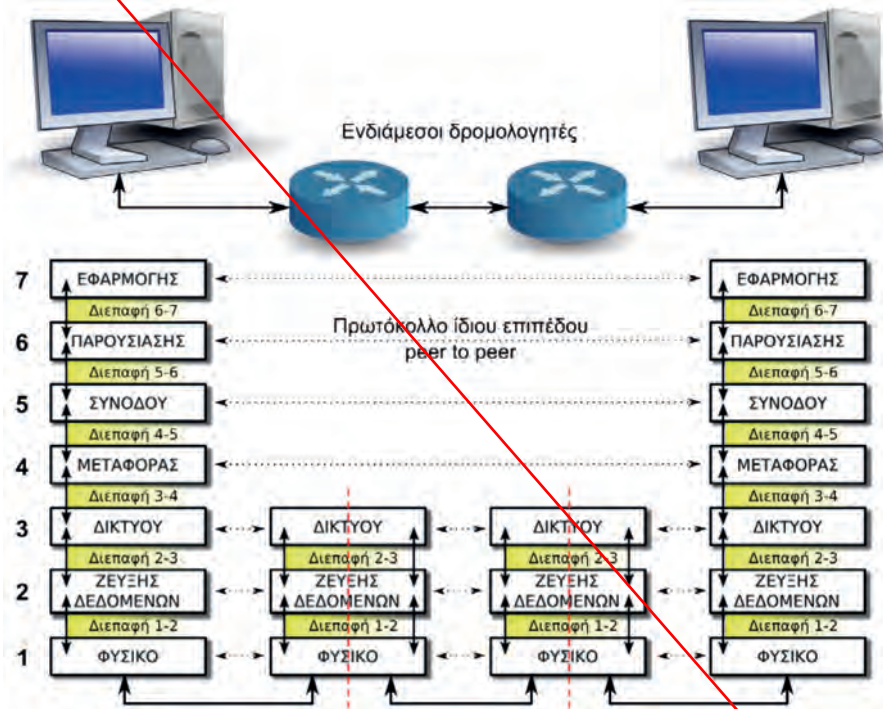 Ενδιάμεσοι δρομολογητές
7 ΕΦΑΡΜΟΓΗΣ ΕΦΑΡΜΟΓΗΣ
Διεπαφή 6-7 Διεπαφή 6-7
Πρωτόκολλο ίδιου επιπέδου
6 ΠΑΡΟΥΣΙΑΣΗΣ ΠΑΡΟΥΣΙΑΣΗΣ
peer to peer
Διεπαφή 5-6 Διεπαφή 5-6
5 ΣΥΝΟΔΟΥ ΣΥΝΟΔΟΥ
Διεπαφή 4-5 Διεπαφή 4-5
4 ΜΕΤΑΦΟΡΑΣ ΜΕΤΑΦΟΡΑΣ
Διεπαφή 3-4 Διεπαφή 3-4
3 ΔΙΚΤΥΟΥ ΔΙΚΤΥΟΥ ΔΙΚΤΥΟΥ ΔΙΚΤΥΟΥ
Διεπαφή 2-3 Διεπαφή 2-3 Διεπαφή 2-3 Διεπαφή 2-3
2 ΖΕΥΞΗΣ ΖΕΥΞΗΣ ΖΕΥΞΗΣ ΖΕΥΞΗΣ
ΔΕΔΟΜΕΝΩΝ ΔΕΔΟΜΕΝΩΝ ΔΕΔΟΜΕΝΩΝ ΔΕΔΟΜΕΝΩΝ
Διεπαφή 1-2 Διεπαφή 1-2 Διεπαφή 1-2 Διεπαφή 1-2
1 ΦΥΣΙΚΟ ΦΥΣΙΚΟ ΦΥΣΙΚΟ ΦΥΣΙΚΟ